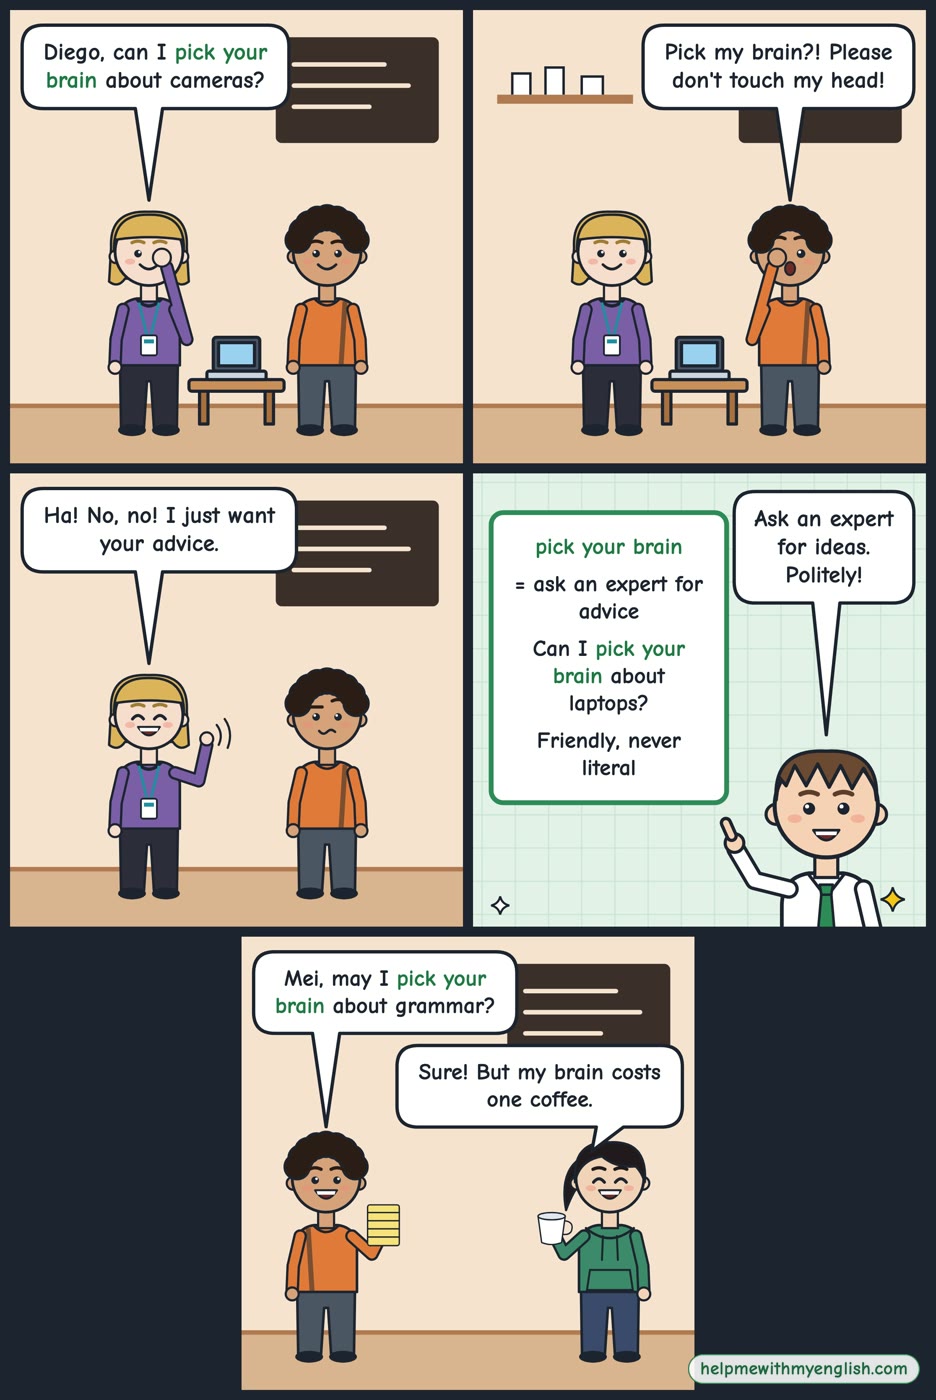 Diego, can I pick your
brain about cameras?
Pick my brain?! Please
don't touch my head!
Ha! No, no! I just want
your advice.
pick your brain
= ask an expert for
advice
Can I pick your
brain about
laptops?
Friendly, never
literal
Ask an expert
for ideas.
Politely!
Mei, may I pick your
brain about grammar?
Sure! But my brain costs
one coffee.
helpmewithmyenglish.com